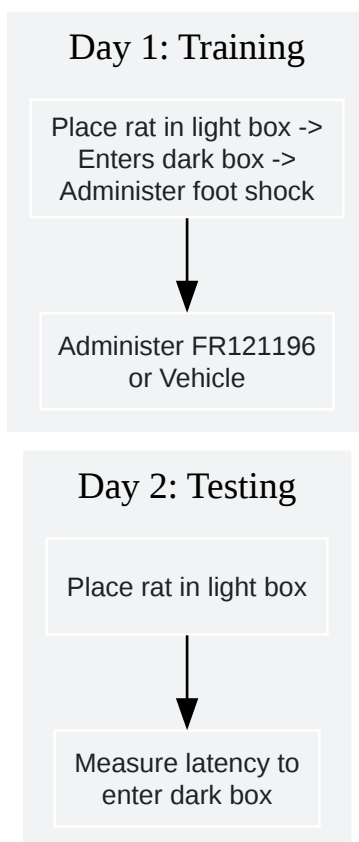 Day 1: Training
Place rat in light box ->
Enters dark box ->
Administer foot shock
Administer FR121196
or Vehicle
Day 2: Testing
Place rat in light box
Measure latency to
enter dark box